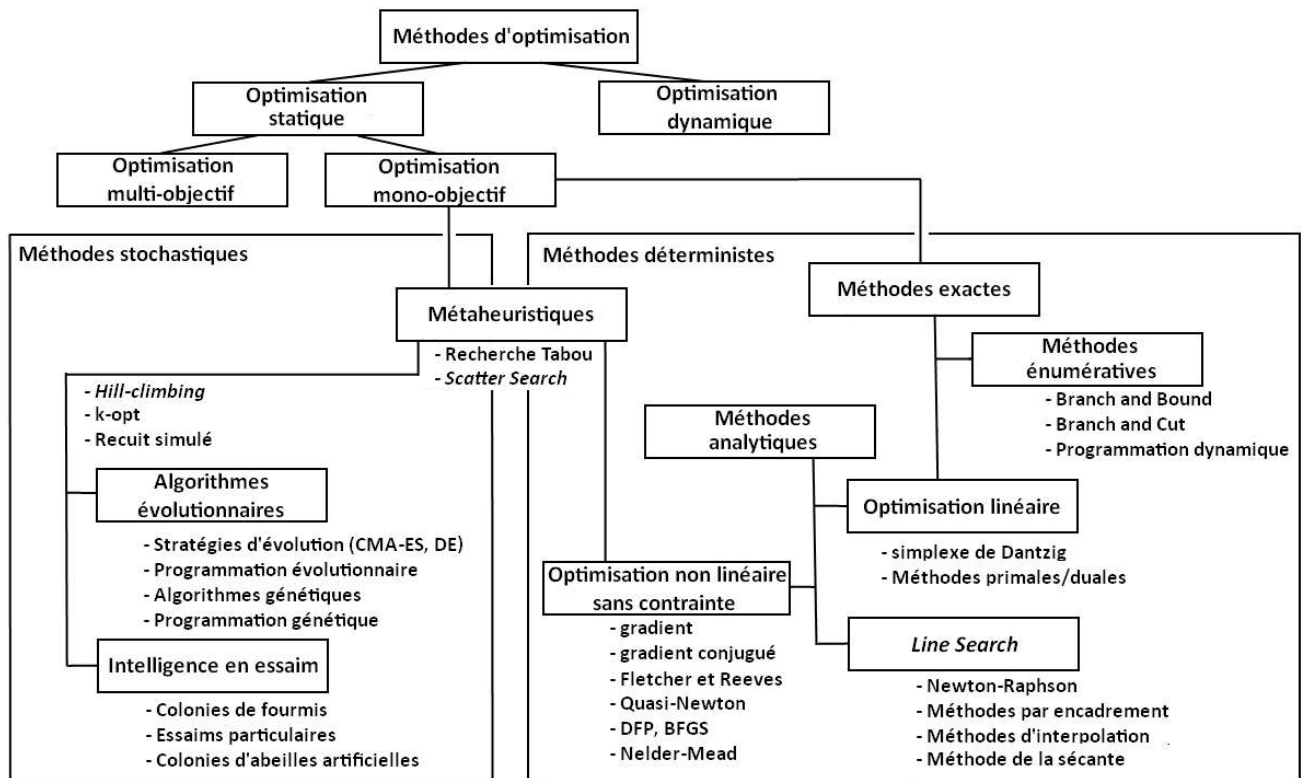 Méthodes d'optimisation
Optimisation
statique
Optimisation
dynamique
Optimisation
multi-objectif
Optimisation
mono-objectif
Méthodes stochastiques
Méthodes déterministes
Méthodes exactes
Métaheuristiques
- Recherche Tabou
- Scatter Search
Méthodes
énumératives
- Branch and Bound
- Branch and Cut
- Programmation dynamique
- Hill-climbing
- k-opt
- Recuit simulé
Méthodes
analytiques
Algorithmes
évolutionnaires
- Stratégies d'évolution (CMA-ES, DE)
- Programmation évolutionnaire
- Algorithmes génétiques
- Programmation génétique
Optimisation linéaire
- simplexe de Dantzig
- Méthodes primales/duales
Optimisation non linéaire
sans contrainte
- gradient
- gradient conjugué
- Fletcher et Reeves
- Quasi-Newton
- DFP, BFGS
- Nelder-Mead
Intelligence en essaim
- Colonies de fourmis
- Essaims particulaires
- Colonies d'abeilles artificielles
Line Search
- Newton-Raphson
- Méthodes par encadrement
- Méthodes d'interpolation
- Méthode de la sécante